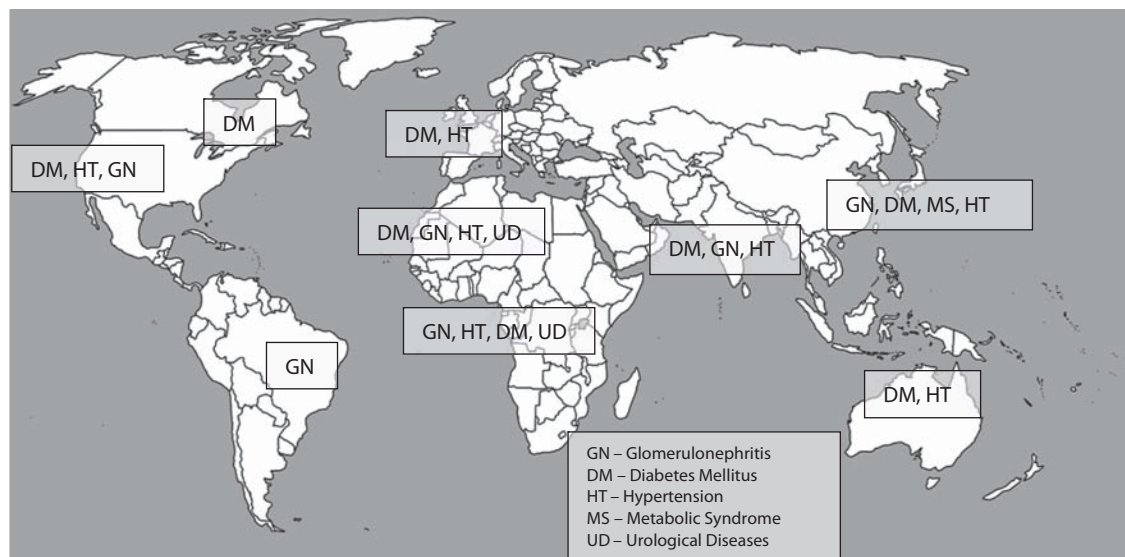 DM
DM, HT, GN
DM, HT
GN, DM, MS, HT
DM, GN, HT, UD
DM, GN, HT
GN, HT, DM, UD
GN
DM, HT
GN – Glomerulonephritis
DM – Diabetes Mellitus
HT – Hypertension
MS – Metabolic Syndrome
UD – Urological Diseases